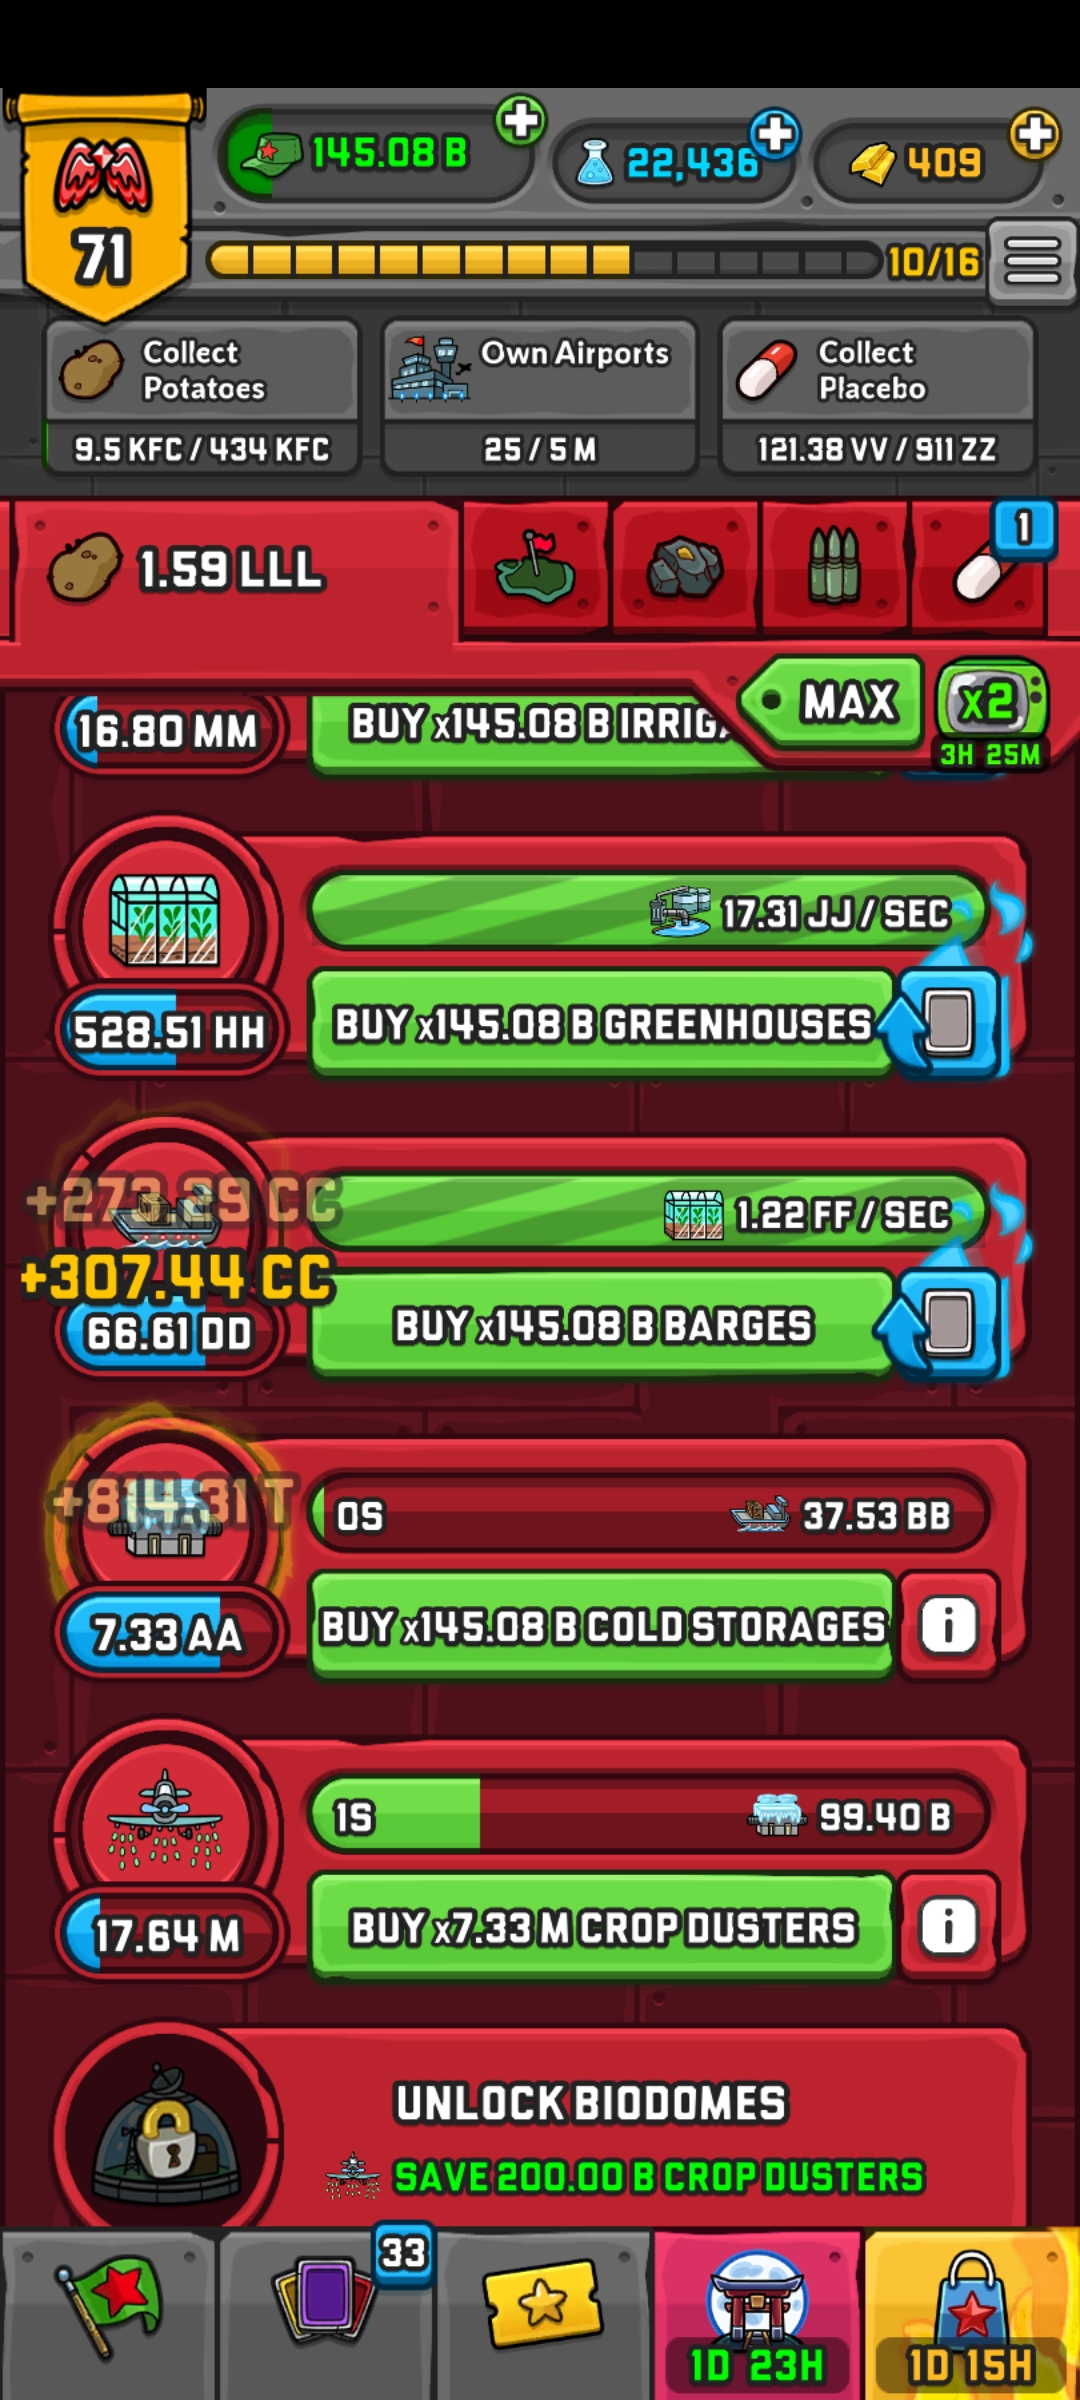 71
145.08 B
22,436
409
10/16
Collect
Potatoes
9.5 KFC / 434 KFC
Own Airports
25 / 5 M
Collect
Placebo
121.38 VV / 911 ZZ
1.59 LLL
1
MAX
x2
3H 25M
16.80 MM
BUY x145.08 B IRRIG
17.31 JJ / SEC
528.51 HH
BUY x145.08 B GREENHOUSES
+273.29 CC
1.22 FF / SEC
+307.44 CC
66.61 DD
BUY x145.08 B BARGES
+814.31 T
0S
37.53 BB
7.33 AA
BUY x145.08 B COLD STORAGES
i
1S
99.40 B
17.64 M
BUY x7.33 M CROP DUSTERS
i
UNLOCK BIODOMES
SAVE 200.00 B CROP DUSTERS
33
1D 23H
1D 15H